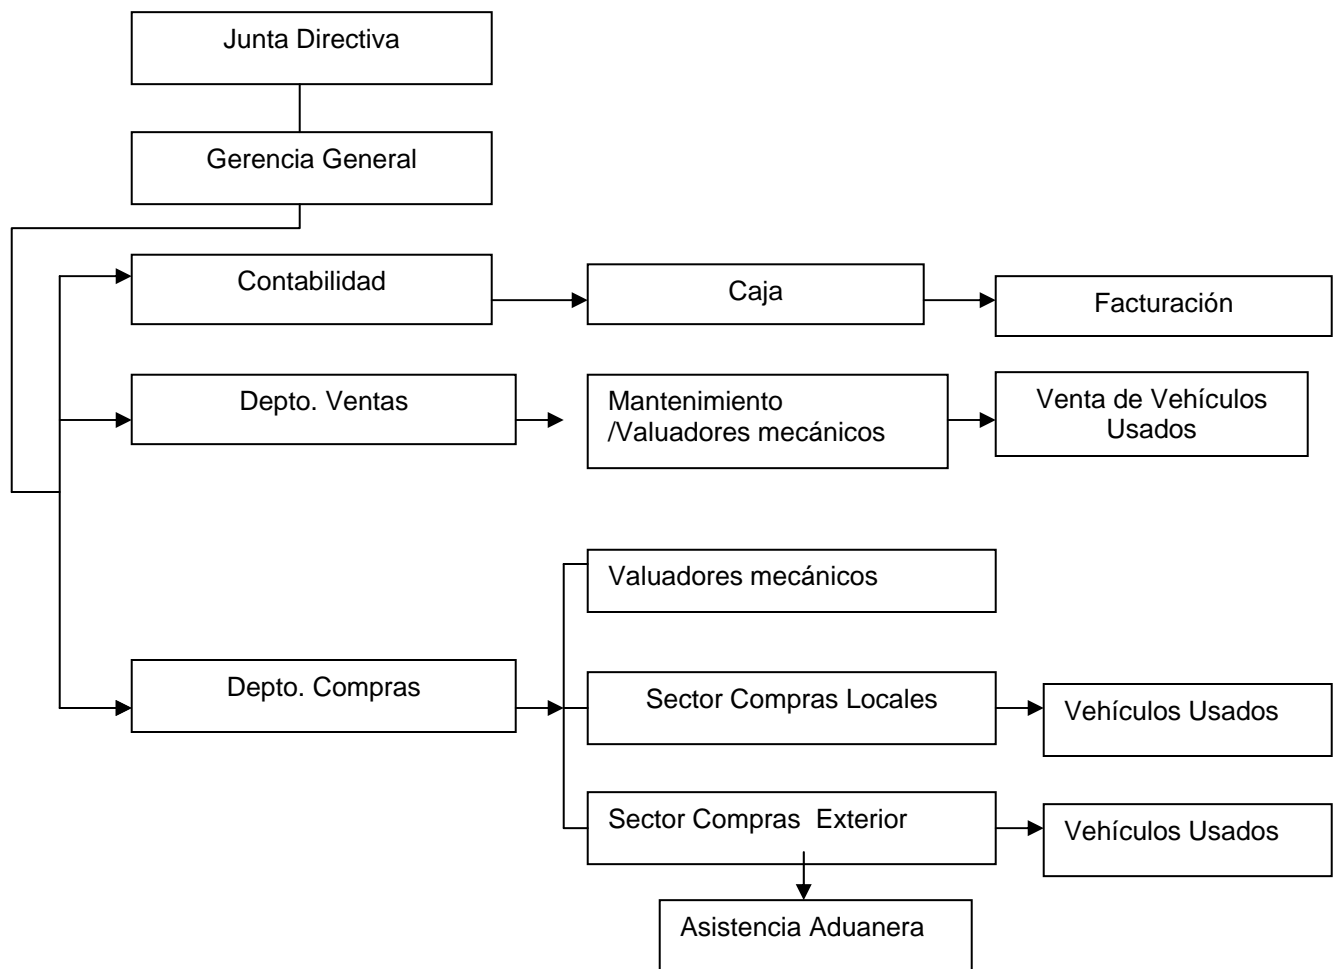 Junta Directiva
Gerencia General
Contabilidad
Caja
Facturación
Depto. Ventas
Mantenimiento
/Valuadores mecánicos
Venta de Vehículos
Usados
Valuadores mecánicos
Depto. Compras
Sector Compras Locales
Vehículos Usados
Sector Compras  Exterior
Vehículos Usados
Asistencia Aduanera